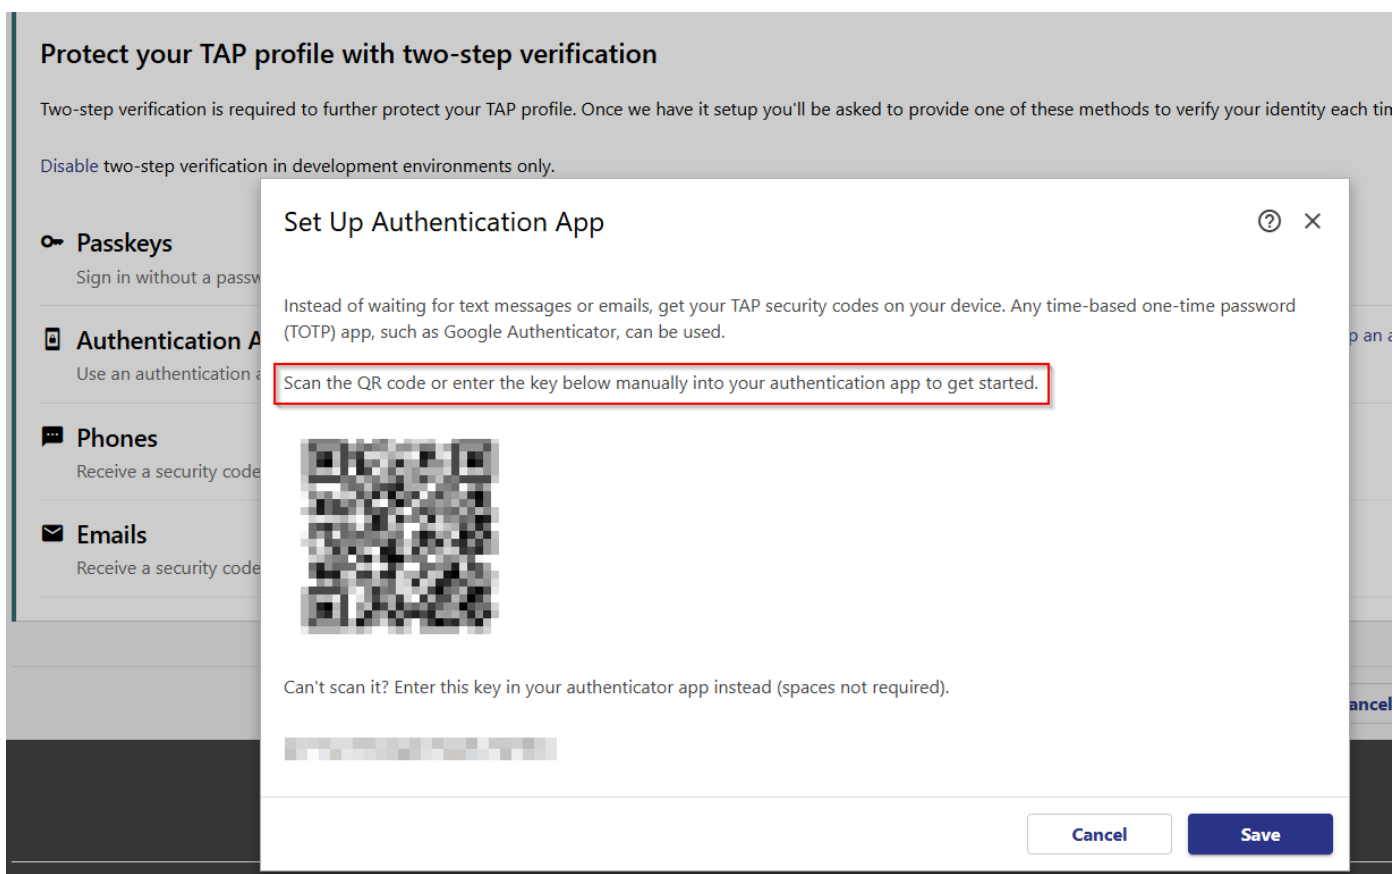 Protect your TAP profile with two-step verification
Two-step verification is required to further protect your TAP profile. Once we have it setup you'll be asked to provide one of these methods to verify your identity each
Disable two-step verification in development environments only.
Set Up Authentication App
Passkeys
Sign in without a
Instead of waiting for text messages or emails, get your TAP security codes on your device. Any time-based one-time password
(TOTP) app, such as Google Authenticator, can be used.
Authentication
Use an authentication
an
Scan the QR code or enter the key below manually into your authentication app to get started.
Phones
Receive a security code
Emails
Receive a security code
Can't scan it? Enter this key in your authenticator app instead (spaces not required).
Cancel
Save